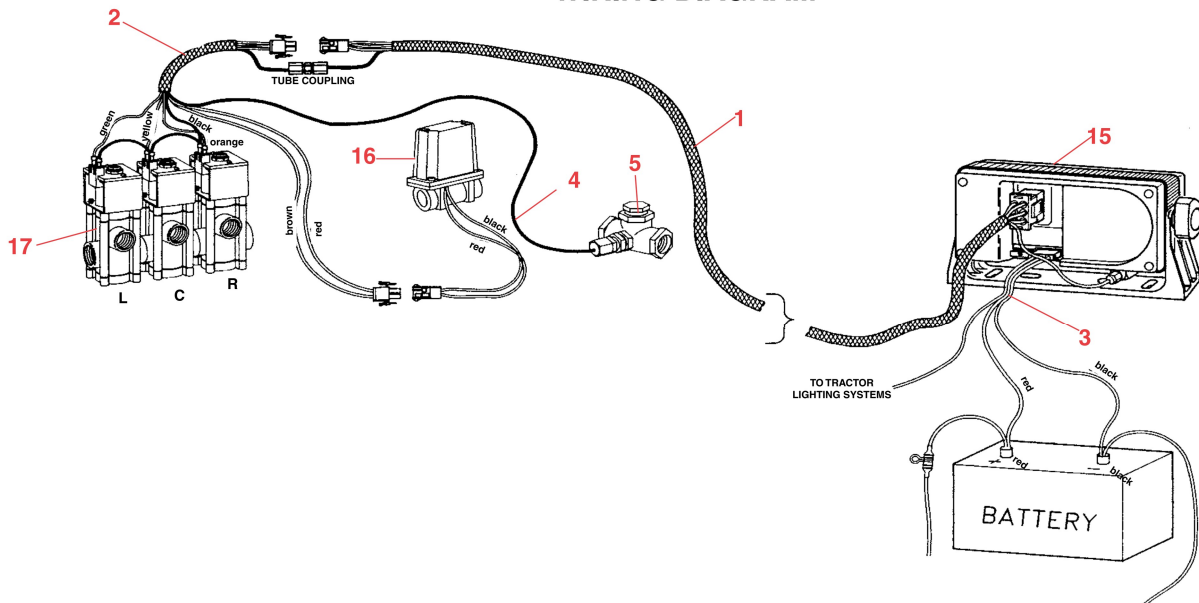 2
TUBE COUPLING
green
yellow
black
orange
1
15
16
5
4
black
red
brown
red
17
L
C
R
3
TO TRACTOR
LIGHTING SYSTEMS
red
black
+
red
−
black
BATTERY